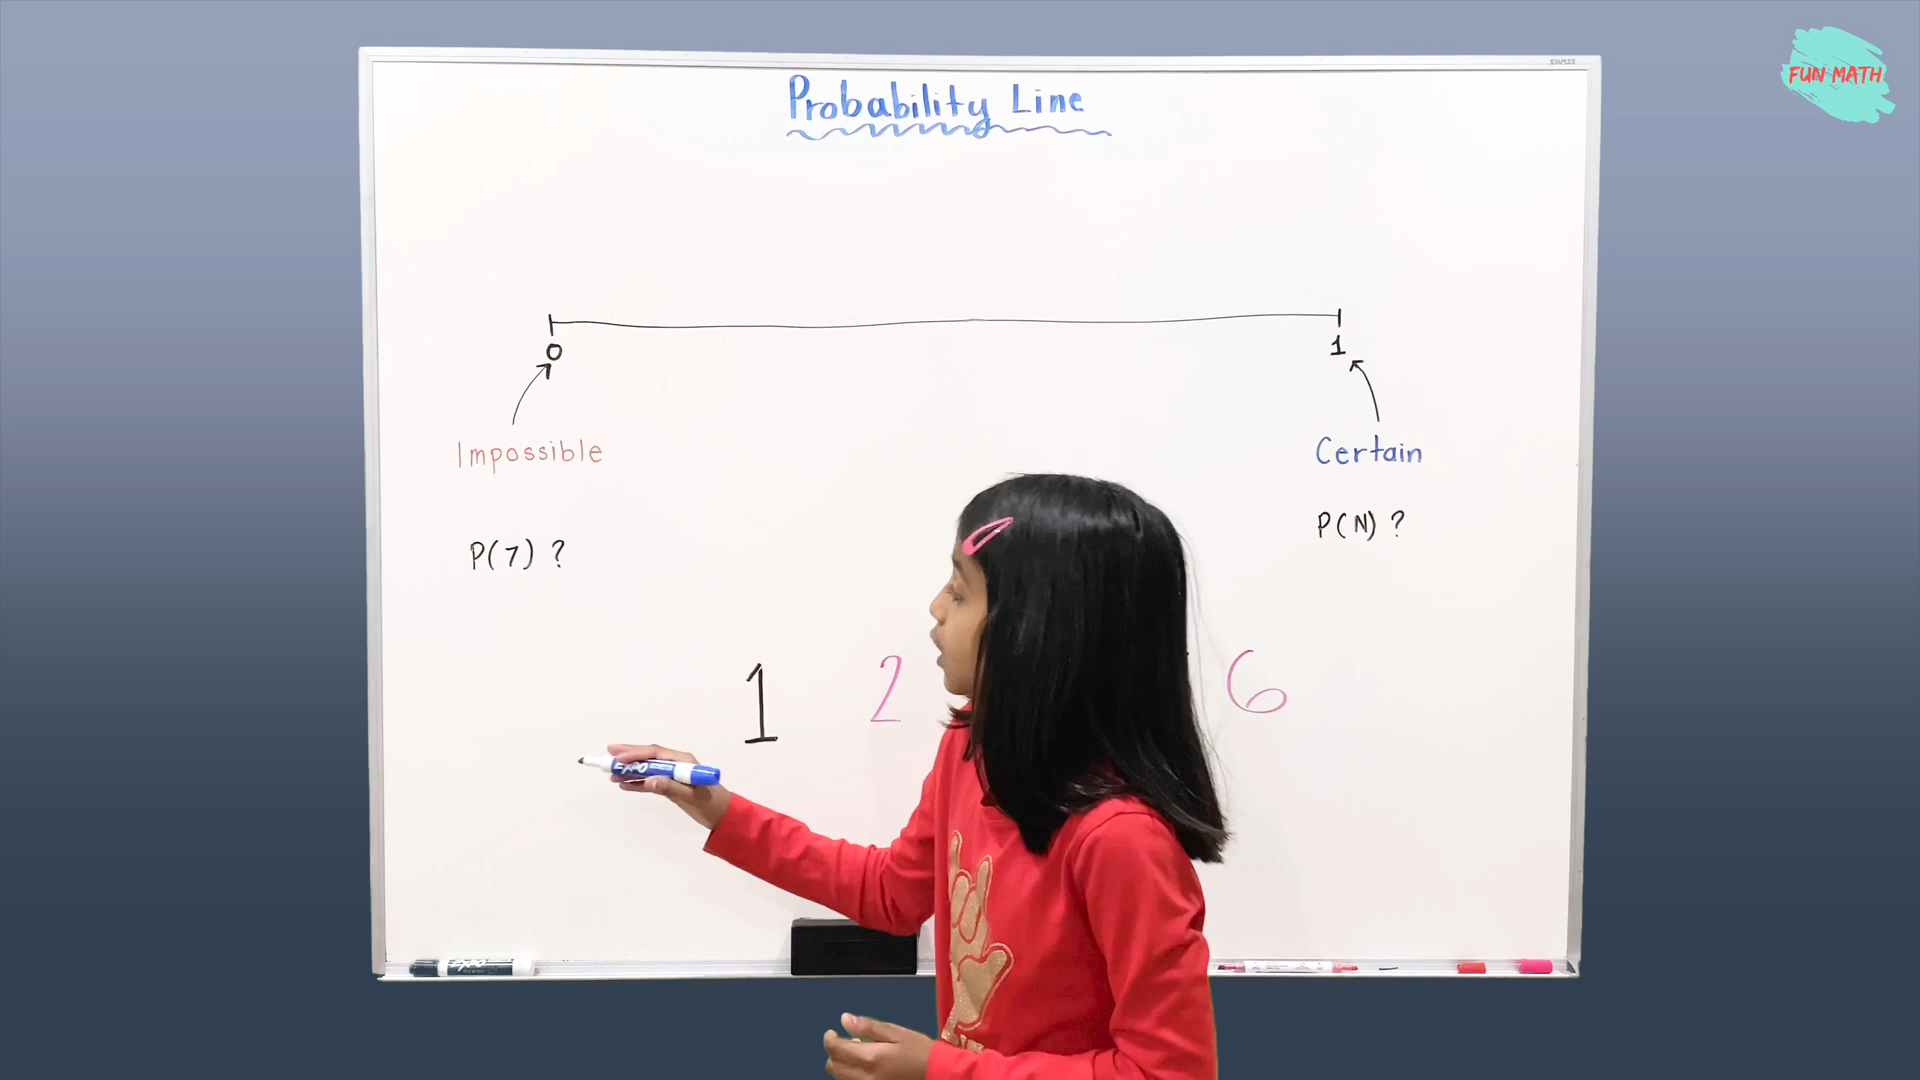 STAPLES
FUN MATH
Probability Line
0
1
Impossible
Certain
P(N) ?
P(7) ?
1 2 6
EXPO